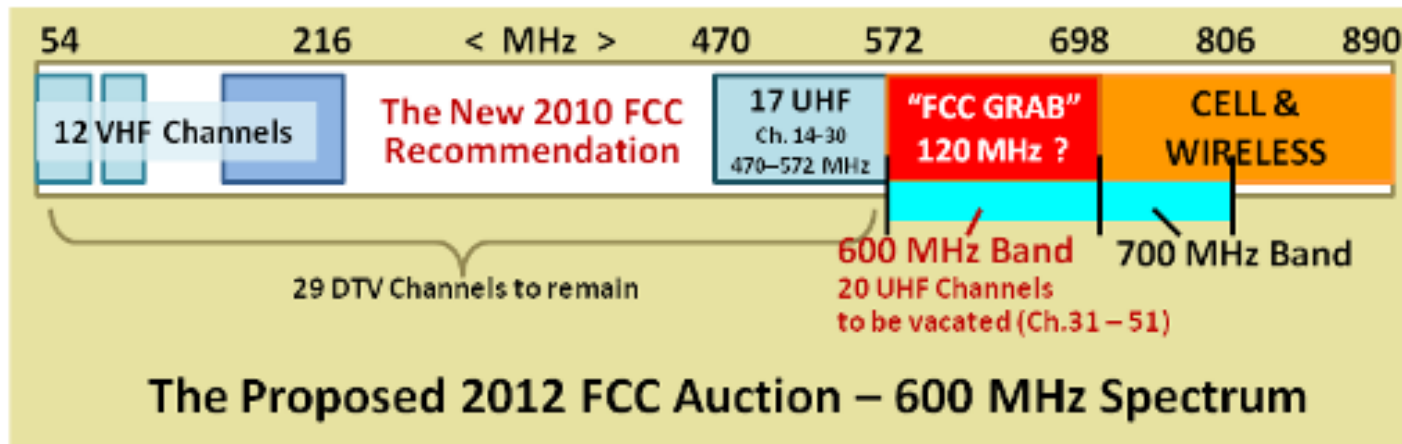 54 216 < MHz > 470 572 698 806 890
12 VHF Channels
The New 2010 FCC
Recommendation
17 UHF
Ch. 14-30
470–572 MHz
“FCC GRAB”
120 MHz ?
CELL &
WIRELESS
600 MHz Band
700 MHz Band
20 UHF Channels
to be vacated (Ch.31 – 51)
29 DTV Channels to remain
The Proposed 2012 FCC Auction – 600 MHz Spectrum